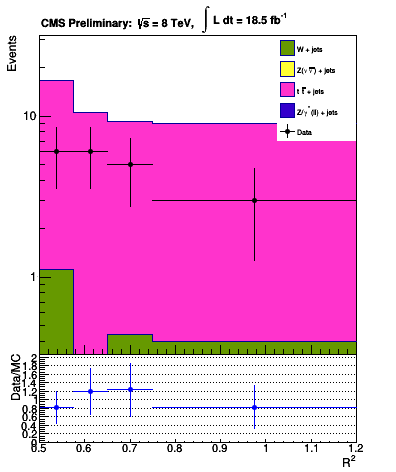 CMS Preliminary: √s = 8 TeV, ∫ L dt = 18.5 fb⁻¹
Events
W + jets
Z(ν ν̅) + jets
t t̅ + jets
Z/γ*(ll) + jets
Data
10
1
Data/MC
2
1.8
1.6
1.4
1.2
1
0.8
0.6
0.4
0.2
0
0.5 0.6 0.7 0.8 0.9 1 1.1 1.2
R²